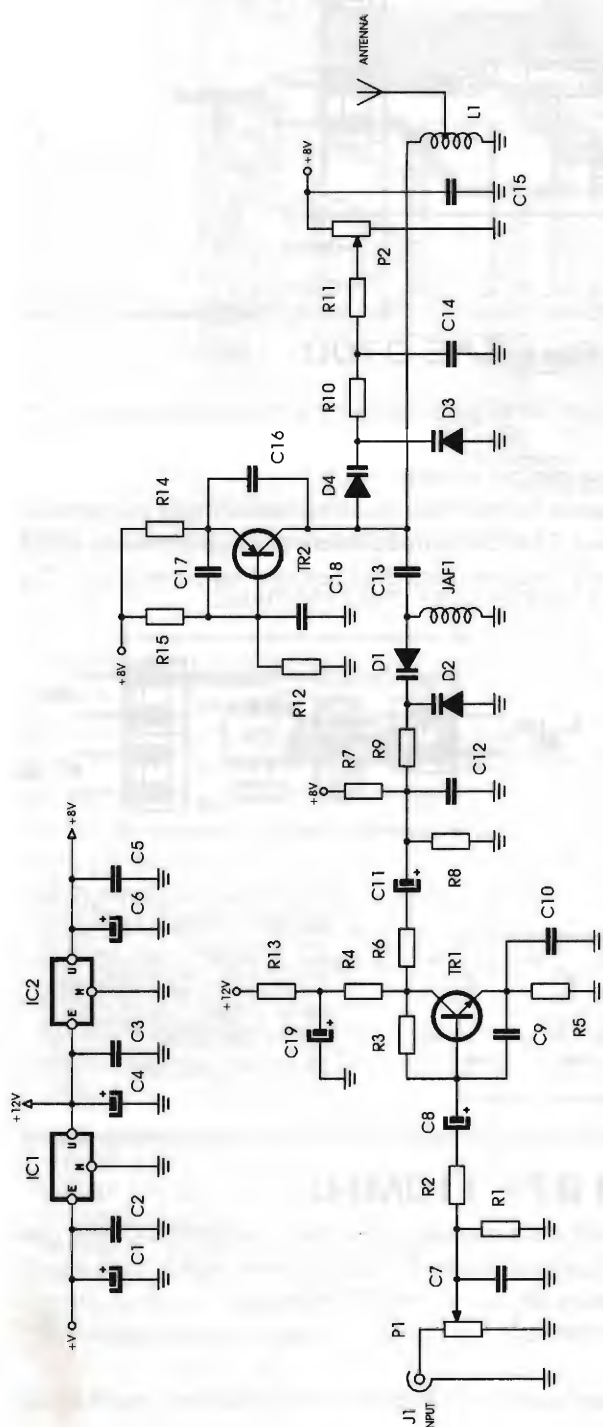 +V
C1
C2
IC1
E
U
M
+12V
C4
C3
IC2
E
U
M
C6
C5
+8V
+
+
+
+8V
R15
R14
C17
C16
TR2
C18
R12
D4
R10
R11
P2
+8V
C15
C14
D3
ANTENNA
L1
+12V
R13
C19
+
R4
R3
R6
C11
+
+8V
R7
R9
R8
C12
D1
D2
C13
JAF1
J1
NPUT
P1
C7
R1
R2
C8
+
TR1
C9
R5
C10